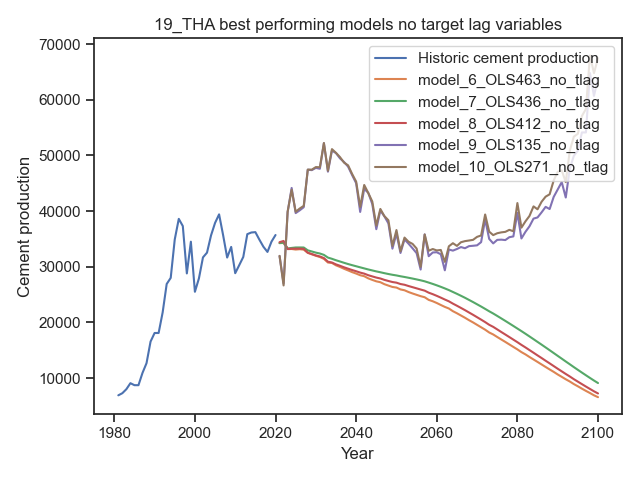 19_THA best performing models no target lag variables
Cement production
70000
60000
50000
40000
30000
20000
10000
Historic cement production
model_6_OLS463_no_tlag
model_7_OLS436_no_tlag
model_8_OLS412_no_tlag
model_9_OLS135_no_tlag
model_10_OLS271_no_tlag
1980 2000 2020 2040 2060 2080 2100
Year